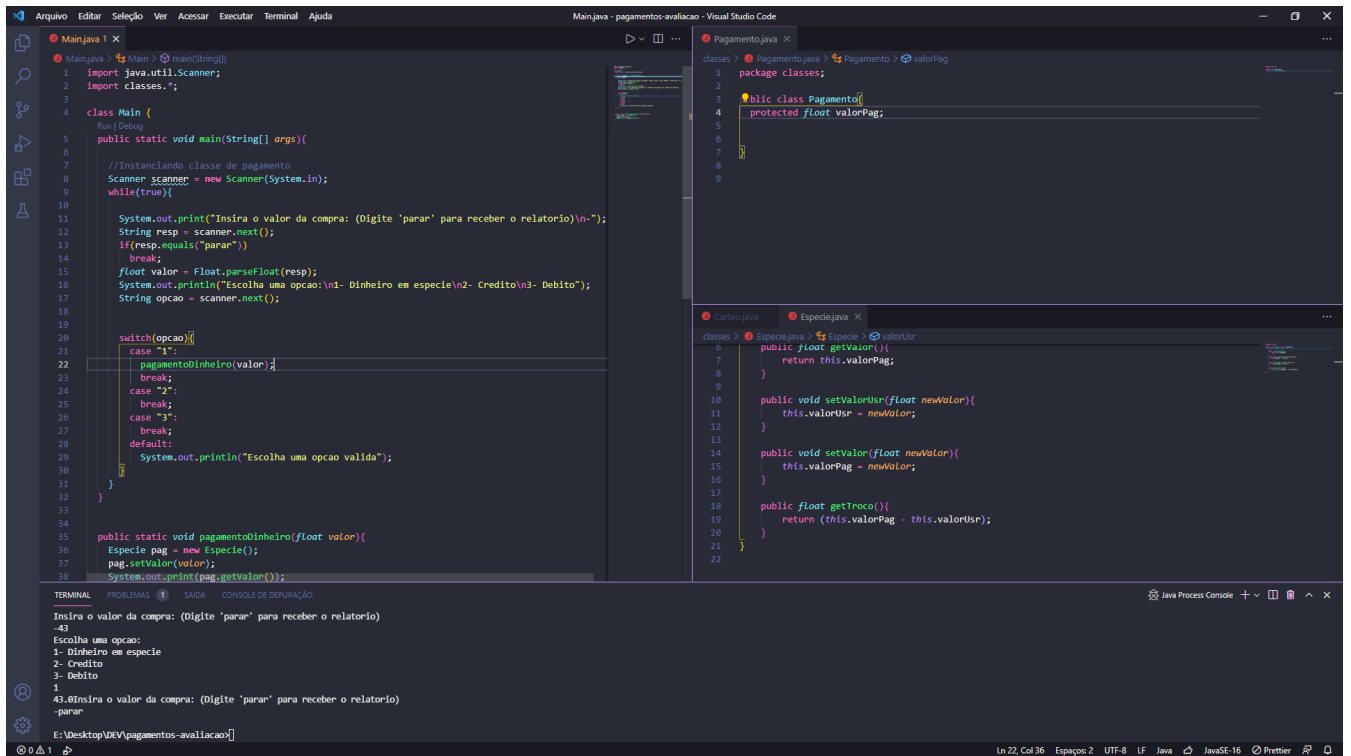 Arquivo Editar Seleção Ver Acessar Executar Terminal Ajuda
Main.java - pagamentos-avaliacao - Visual Studio Code
Main.java 1
Main.java > Main > main(String[])
1 import java.util.Scanner;
2 import classes.*;
3
4 class Main {
Run | Debug
5 public static void main(String[] args){
6
7 //Instanciando classe de pagamento
8 Scanner scanner = new Scanner(System.in);
9 while(true){
10
11 System.out.print("Insira o valor da compra: (Digite 'parar' para receber o relatorio)\n-");
12 String resp = scanner.next();
13 if(resp.equals("parar"))
14 break;
15 float valor = Float.parseFloat(resp);
16 System.out.println("Escolha uma opcao:\n1- Dinheiro em especie\n2- Credito\n3- Debito");
17 String opcao = scanner.next();
18
19
20 switch(opcao){
21 case "1":
22 pagamentoDinheiro(valor);
23 break;
24 case "2":
25 break;
26 case "3":
27 break;
28 default:
29 System.out.println("Escolha uma opcao valida");
30 }
31 }
32 }
33
34
35 public static void pagamentoDinheiro(float valor){
36 Especie pag = new Especie();
37 pag.setValor(valor);
38 System.out.print(pag.getValor());
Pagamento.java
classes > Pagamento.java > Pagamento > valorPag
1 package classes;
2
3 blic class Pagamento{
4 protected float valorPag;
5
6
7 }
8
9
Cartao.java Especie.java
classes > Especie.java > Especie > valorUsr
6 public float getValor(){
7 return this.valorPag;
8 }
9
10 public void setValorUsr(float newValor){
11 this.valorUsr = newValor;
12 }
13
14 public void setValor(float newValor){
15 this.valorPag = newValor;
16 }
17
18 public float getTroco(){
19 return (this.valorPag - this.valorUsr);
20 }
21 }
22
TERMINAL PROBLEMAS 1 SAÍDA CONSOLE DE DEPURAÇÃO
Java Process Console
Insira o valor da compra: (Digite 'parar' para receber o relatorio)
-43
Escolha uma opcao:
1- Dinheiro em especie
2- Credito
3- Debito
1
43.0Insira o valor da compra: (Digite 'parar' para receber o relatorio)
-parar
E:\Desktop\DEV\pagamentos-avaliacao>
0 1
Ln 22, Col 36 Espaços: 2 UTF-8 LF Java JavaSE-16 Prettier